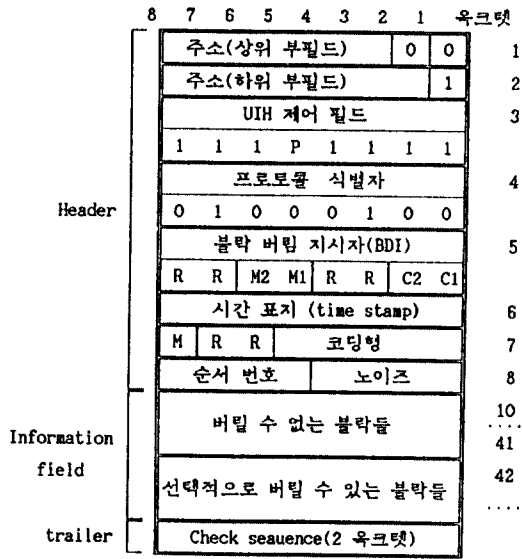 8 7 6 5 4 3 2 1 옥크텟
주소(상위 부필드) 0 0 1
주소(하위 부필드) 1 2
UIH 제어 필드 3
1 1 1 P 1 1 1 1
프로토콜 식별자 4
Header 0 1 0 0 0 1 0 0
블락 버림 지시자(BDI) 5
R R M2 M1 R R C2 C1
시간 표지 (time stamp) 6
M R R 코딩형 7
순서 번호 노이즈 8
버릴 수 없는 블락들 10
.....
Information 41
field 42
선택적으로 버릴 수 있는 블락들
....
trailer Check seauence(2 옥크텟)